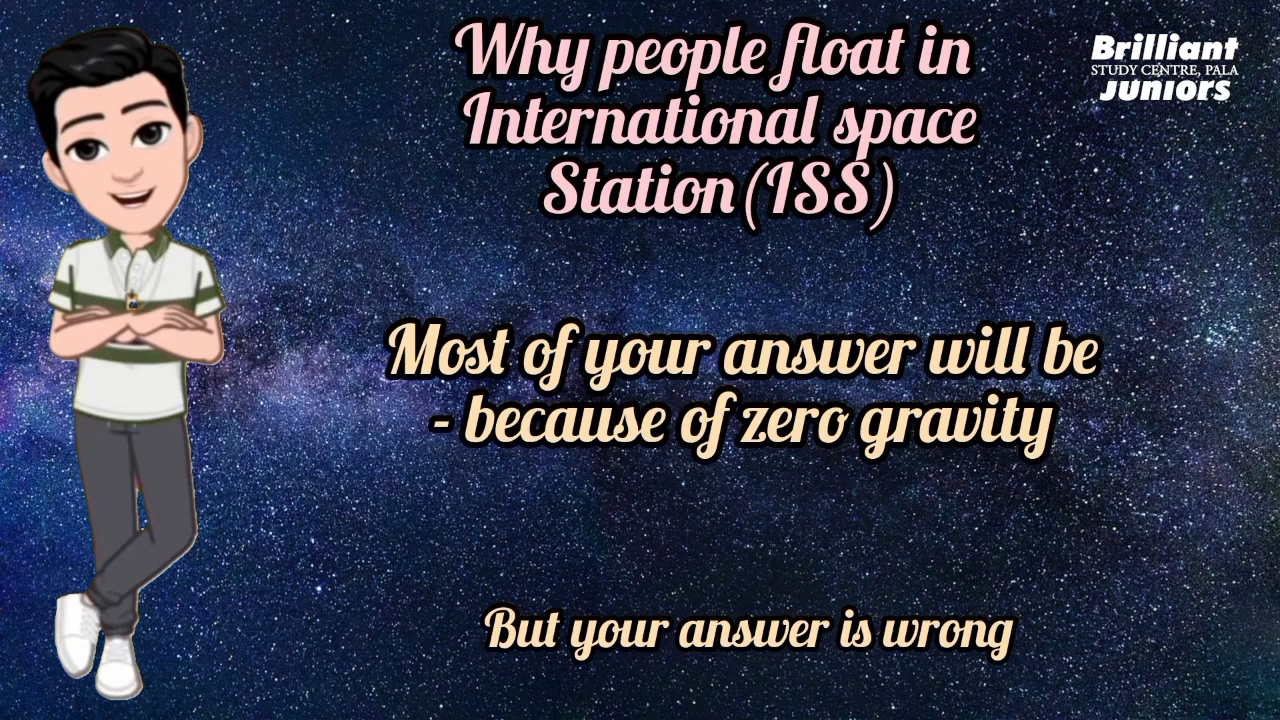 Why people float in
International space
Station(ISS)
Brilliant
STUDY CENTRE, PALA
JUNIORS
Most of your answer will be
- because of zero gravity
But your answer is wrong